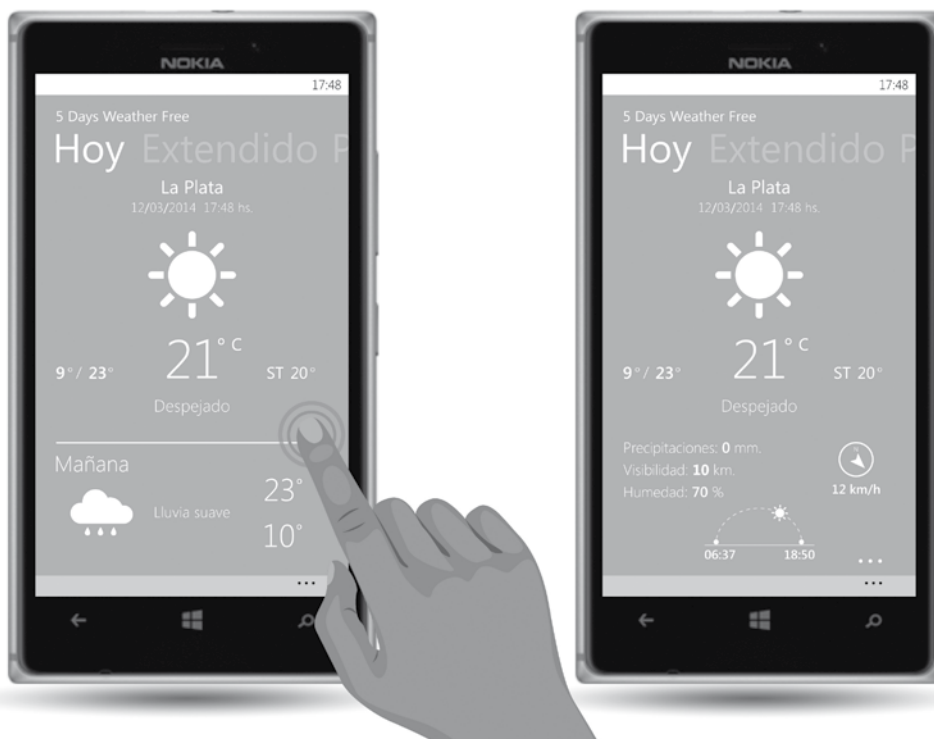 NOKIA
17:48
5 Days Weather Free
Hoy Extendido P
La Plata
12/03/2014 17:48 hs.
21° C
9° / 23°
ST 20°
Despejado
Mañana
Lluvia suave
23°
10°
...
NOKIA
17:48
5 Days Weather Free
Hoy Extendido P
La Plata
12/03/2014 17:48 hs.
21° C
9° / 23°
ST 20°
Despejado
Precipitaciones: 0 mm.
Visibilidad: 10 km.
Humedad: 70 %
12 km/h
06:37 18:50
...
...